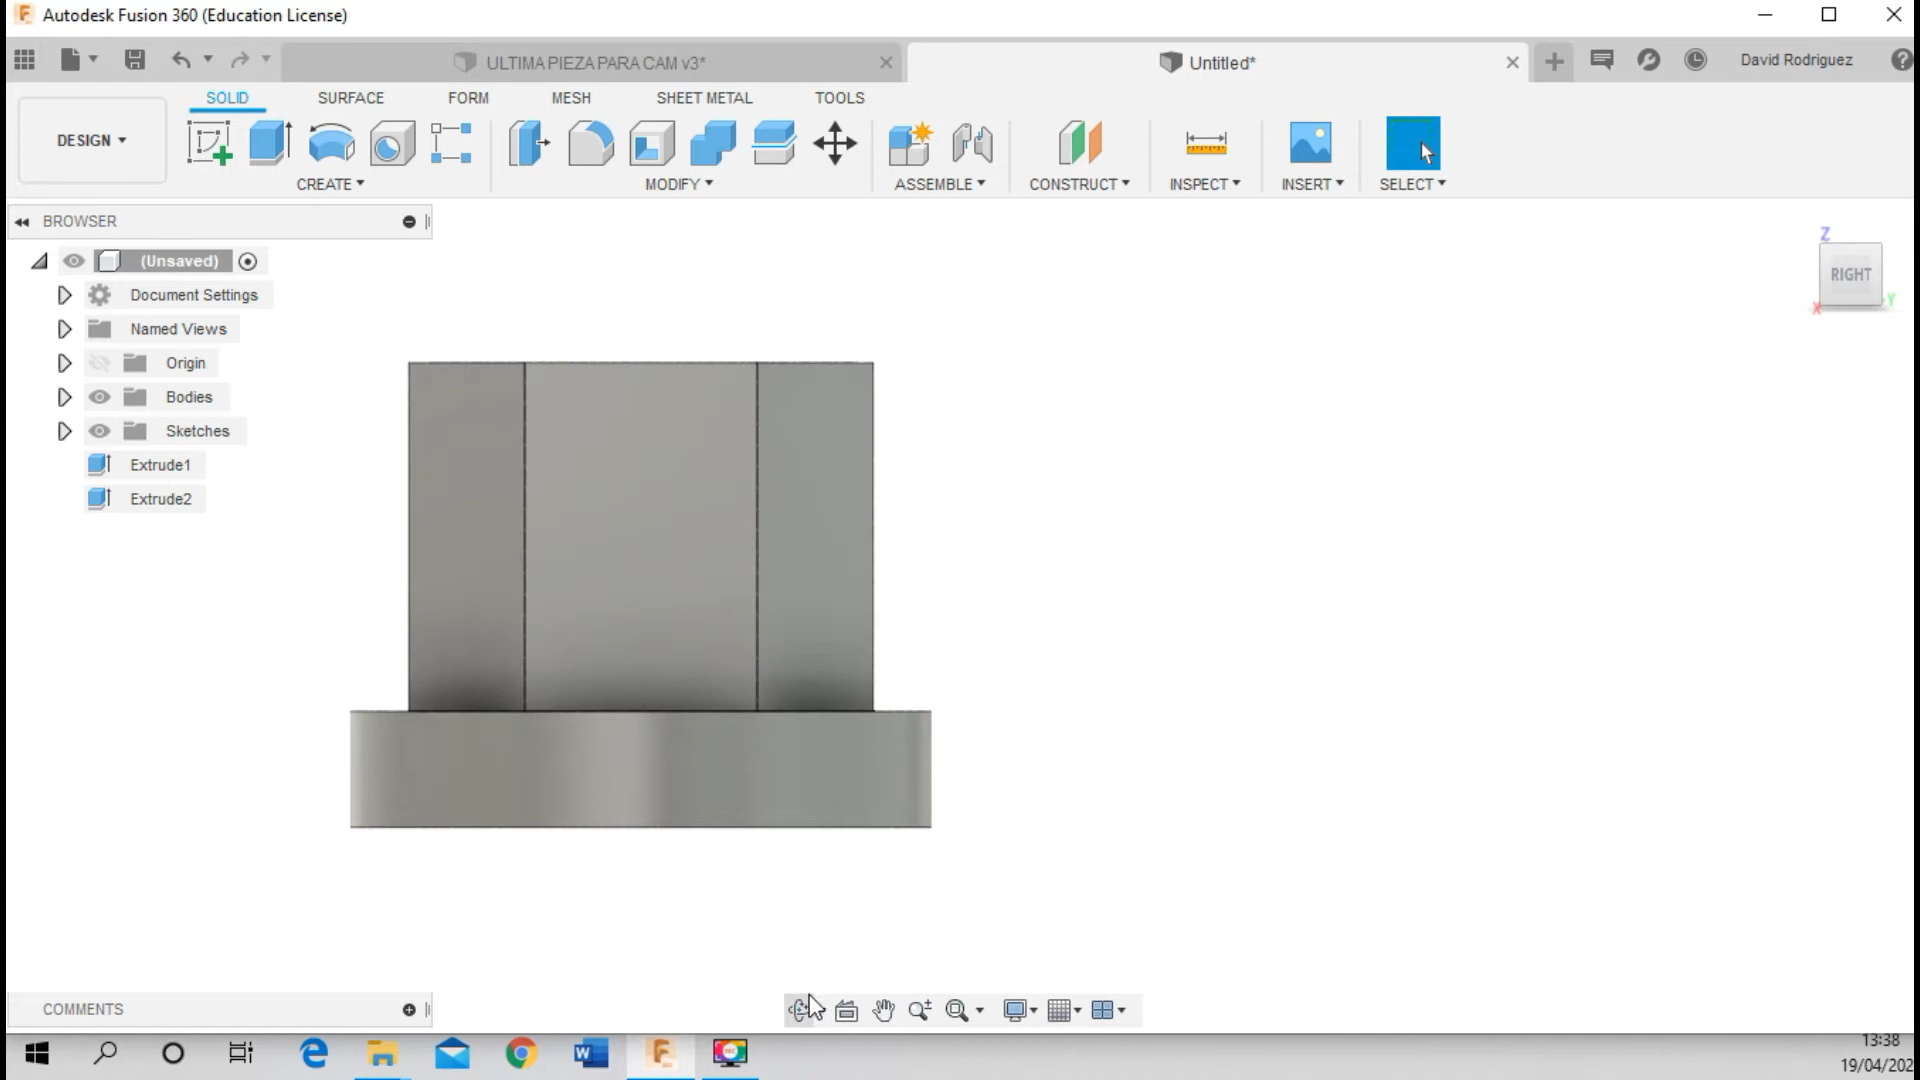 Autodesk Fusion 360 (Education License)
ULTIMA PIEZA PARA CAM v3*
Untitled*
David Rodriguez
SOLID SURFACE FORM MESH SHEET METAL TOOLS
DESIGN
CREATE MODIFY ASSEMBLE CONSTRUCT INSPECT INSERT SELECT
BROWSER
(Unsaved)
Document Settings
Named Views
Origin
Bodies
Sketches
Extrude1
Extrude2
Z
RIGHT
X
Y
COMMENTS
13:38
19/04/202